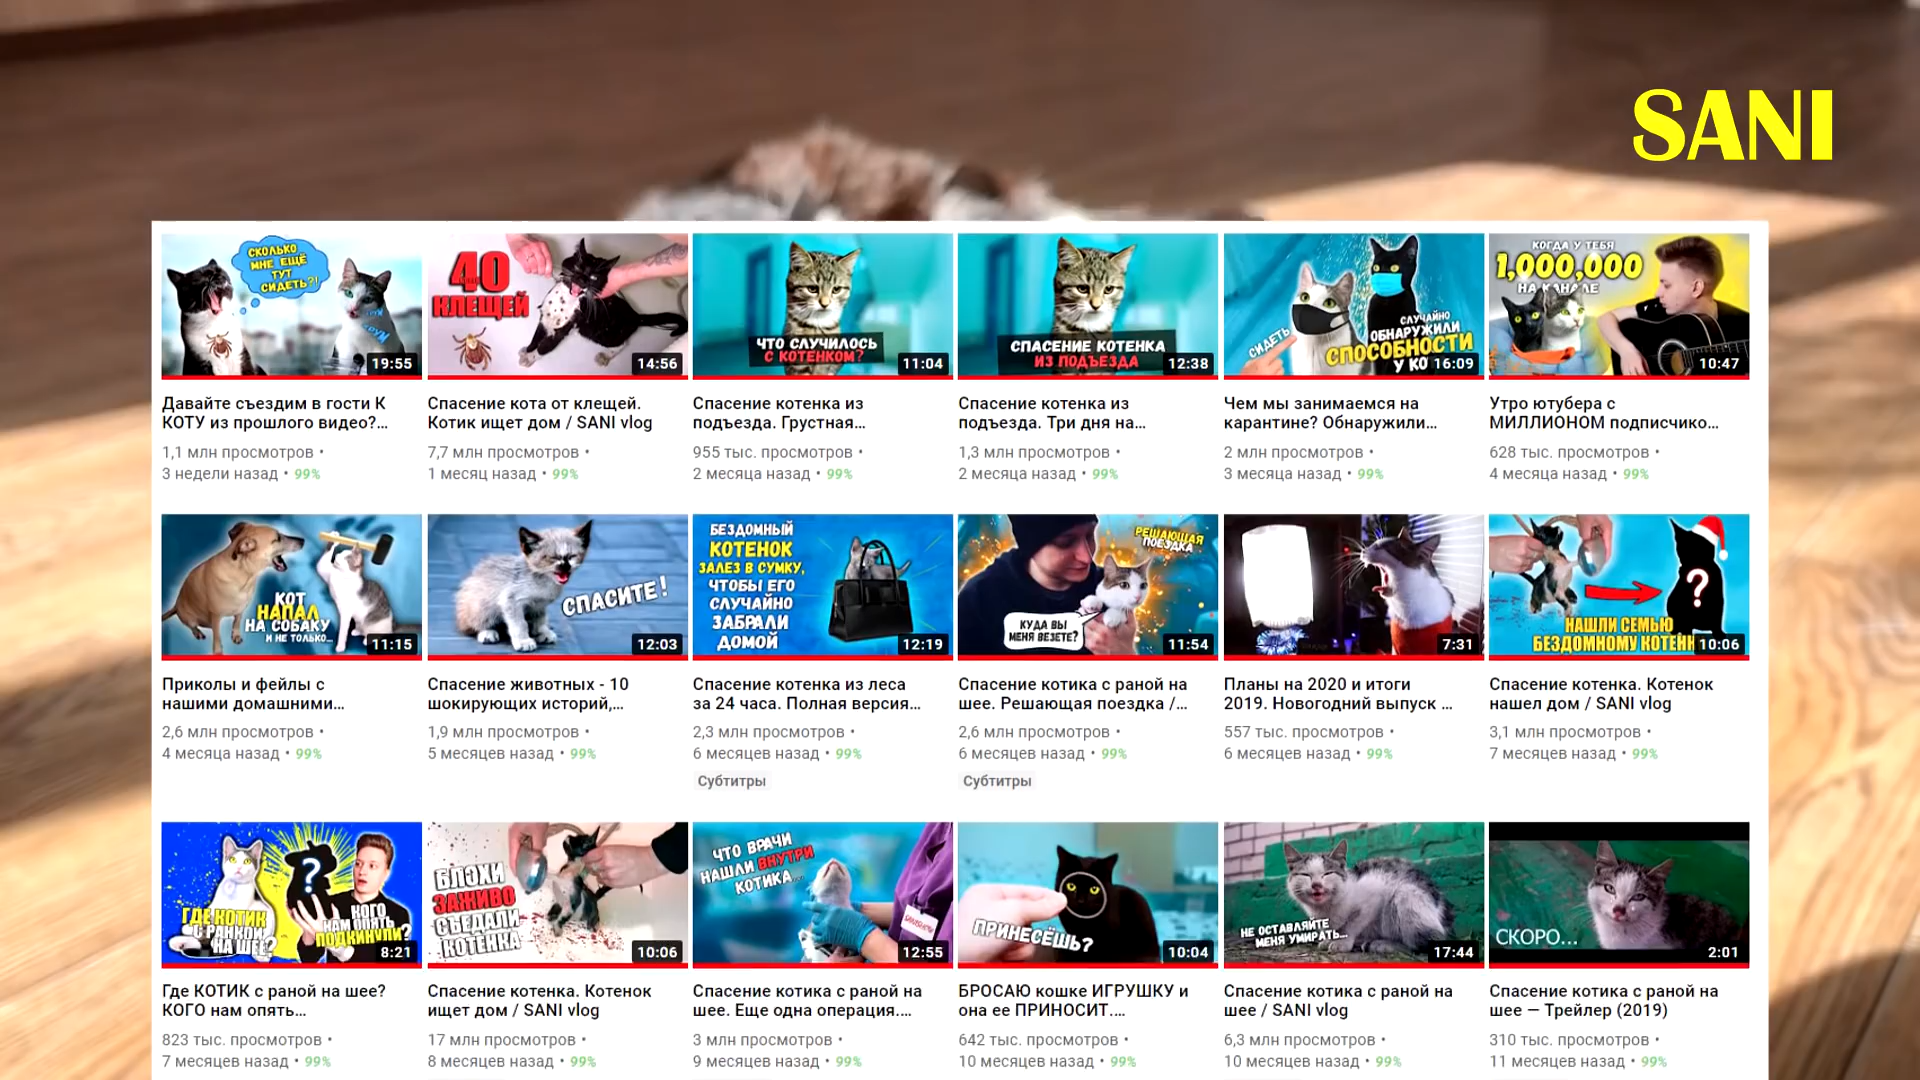 SANI
СКОЛЬКО
МНЕ ЕЩЁ
ТУТ
СИДЕТЬ?!
19:55
40
КЛЕЩЕЙ
14:56
ЧТО СЛУЧИЛОСЬ
С КОТЕНКОМ?
11:04
СПАСЕНИЕ КОТЕНКА
ИЗ ПОДЪЕЗДА
12:38
СИДЕТЬ
СЛУЧАЙНО
ОБНАРУЖИЛИ
СПОСОБНОСТИ
У КО
16:09
КОГДА У ТЕБЯ
1,000,000
НА КАНАЛЕ
10:47
Давайте съездим в гости К
КОТУ из прошлого видео?...
1,1 млн просмотров •
3 недели назад • 99%
Спасение кота от клещей.
Котик ищет дом / SANI vlog
7,7 млн просмотров •
1 месяц назад • 99%
Спасение котенка из
подъезда. Грустная...
955 тыс. просмотров •
2 месяца назад • 99%
Спасение котенка из
подъезда. Три дня на...
1,3 млн просмотров •
2 месяца назад • 99%
Чем мы занимаемся на
карантине? Обнаружили...
2 млн просмотров •
3 месяца назад • 99%
Утро ютубера с
МИЛЛИОНОМ подписчико...
628 тыс. просмотров •
4 месяца назад • 99%
КОТ
НАПАЛ
НА СОБАКУ
И НЕ ТОЛЬКО...
11:15
СПАСИТЕ!
12:03
БЕЗДОМНЫЙ
КОТЕНОК
ЗАЛЕЗ В СУМКУ,
ЧТОБЫ ЕГО
СЛУЧАЙНО
ЗАБРАЛИ
ДОМОЙ
12:19
РЕШАЮЩАЯ
ПОЕЗДКА
КУДА ВЫ
МЕНЯ ВЕЗЕТЕ?
11:54
7:31
?
НАШЛИ СЕМЬЮ
БЕЗДОМНОМУ КОТЕНК
10:06
Приколы и фейлы с
нашими домашними...
2,6 млн просмотров •
4 месяца назад • 99%
Спасение животных - 10
шокирующих историй,...
1,9 млн просмотров •
5 месяцев назад • 99%
Спасение котенка из леса
за 24 часа. Полная версия...
2,3 млн просмотров •
6 месяцев назад • 99%
Субтитры
Спасение котика с раной на
шее. Решающая поездка /...
2,6 млн просмотров •
6 месяцев назад • 99%
Субтитры
Планы на 2020 и итоги
2019. Новогодний выпуск ...
557 тыс. просмотров •
6 месяцев назад • 99%
Спасение котенка. Котенок
нашел дом / SANI vlog
3,1 млн просмотров •
7 месяцев назад • 99%
?
ГДЕ КОТИК
С РАНКОЙ
НА ШЕЕ?
КОГО
НАМ ОПЯТЬ
ПОДКИНУЛИ?
8:21
БЛОХИ
ЗАЖИВО
СЪЕДАЛИ
КОТЕНКА
10:06
ЧТО ВРАЧИ
НАШЛИ ВНУТРИ
КОТИКА...
12:55
ПРИНЕСЁШЬ?
10:04
НЕ ОСТАВЛЯЙТЕ
МЕНЯ УМИРАТЬ...
17:44
СКОРО...
2:01
Где КОТИК с раной на шее?
КОГО нам опять...
823 тыс. просмотров •
7 месяцев назад • 99%
Спасение котенка. Котенок
ищет дом / SANI vlog
17 млн просмотров •
8 месяцев назад • 99%
Спасение котика с раной на
шее. Еще одна операция....
3 млн просмотров •
9 месяцев назад • 99%
БРОСАЮ кошке ИГРУШКУ и
она ее ПРИНОСИТ....
642 тыс. просмотров •
10 месяцев назад • 99%
Спасение котика с раной на
шее / SANI vlog
6,3 млн просмотров •
10 месяцев назад • 99%
Спасение котика с раной на
шее — Трейлер (2019)
310 тыс. просмотров •
11 месяцев назад • 99%